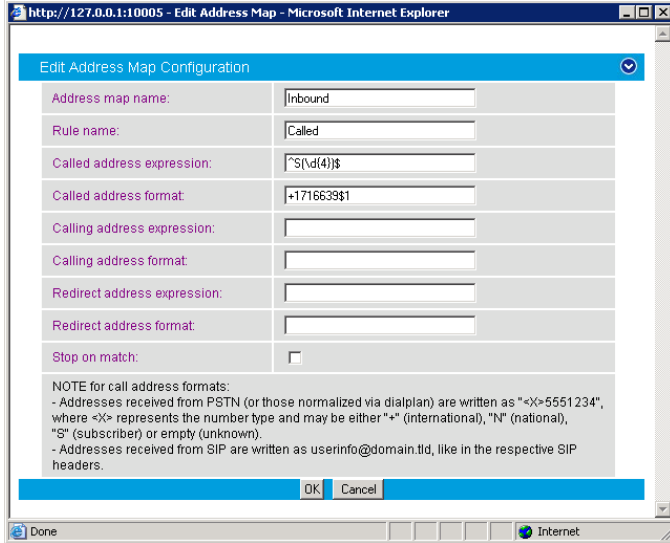 http://127.0.0.1:10005 - Edit Address Map - Microsoft Internet Explorer
Edit Address Map Configuration
Address map name: Inbound
Rule name: Called
Called address expression: ^S(\d{4})$
Called address format: +1716639$1
Calling address expression:
Calling address format:
Redirect address expression:
Redirect address format:
Stop on match:
NOTE for call address formats:
- Addresses received from PSTN (or those normalized via dialplan) are written as "<X>5551234",
where <X> represents the number type and may be either "+" (international), "N" (national),
"S" (subscriber) or empty (unknown).
- Addresses received from SIP are written as userinfo@domain.tld, like in the respective SIP
headers.
OK Cancel
Done Internet